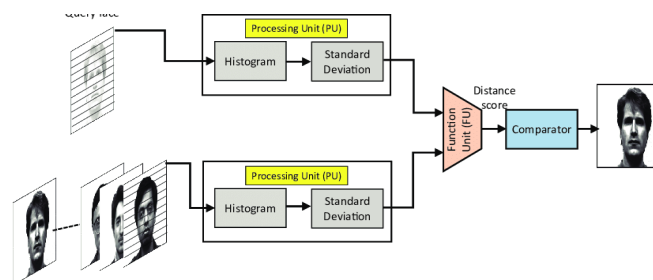 Query face
Processing Unit (PU)
Histogram
Standard
Deviation
Distance
score
Function
Unit (FU)
Comparator
Processing Unit (PU)
Histogram
Standard
Deviation